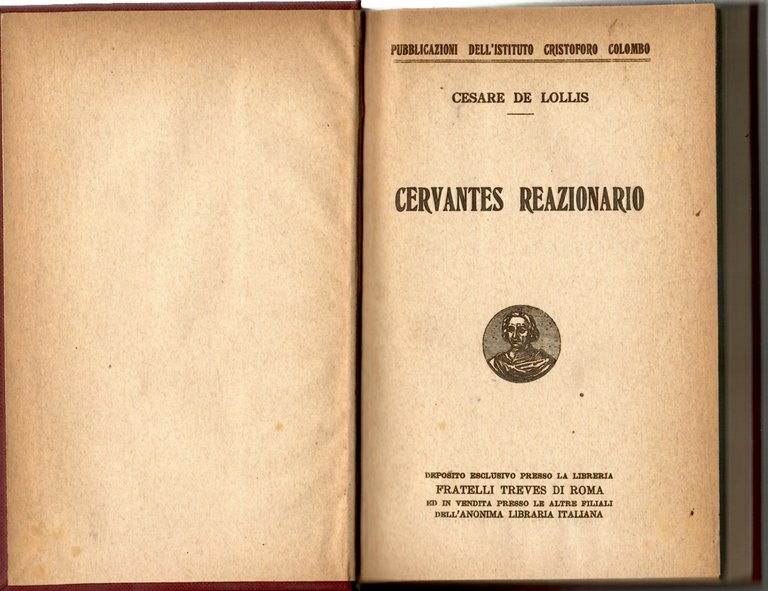 PUBBLICAZIONI DELL'ISTITUTO CRISTOFORO COLOMBO
CESARE DE LOLLIS
CERVANTES REAZIONARIO
DEPOSITO ESCLUSIVO PRESSO LA LIBRERIA
FRATELLI TREVES DI ROMA
ED IN VENDITA PRESSO LE ALTRE FILIALI
DELL'ANONIMA LIBRARIA ITALIANA